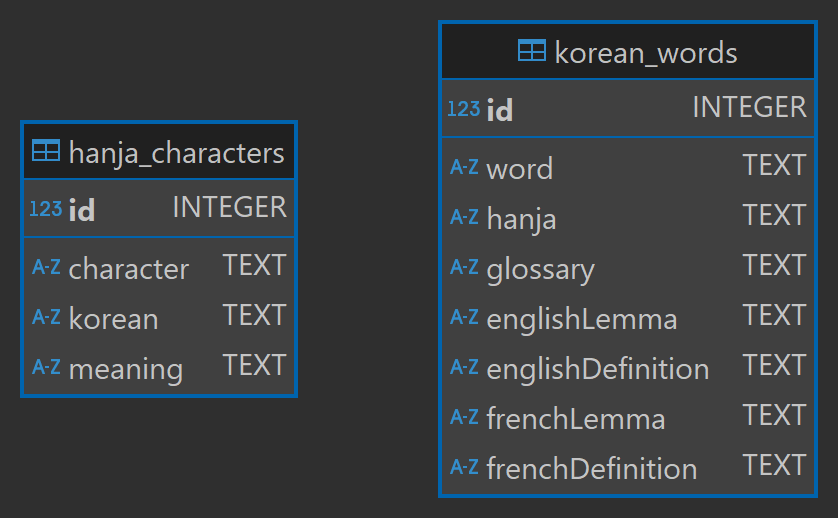 hanja_characters
123 id INTEGER
A-Z character TEXT
A-Z korean TEXT
A-Z meaning TEXT
korean_words
123 id INTEGER
A-Z word TEXT
A-Z hanja TEXT
A-Z glossary TEXT
A-Z englishLemma TEXT
A-Z englishDefinition TEXT
A-Z frenchLemma TEXT
A-Z frenchDefinition TEXT